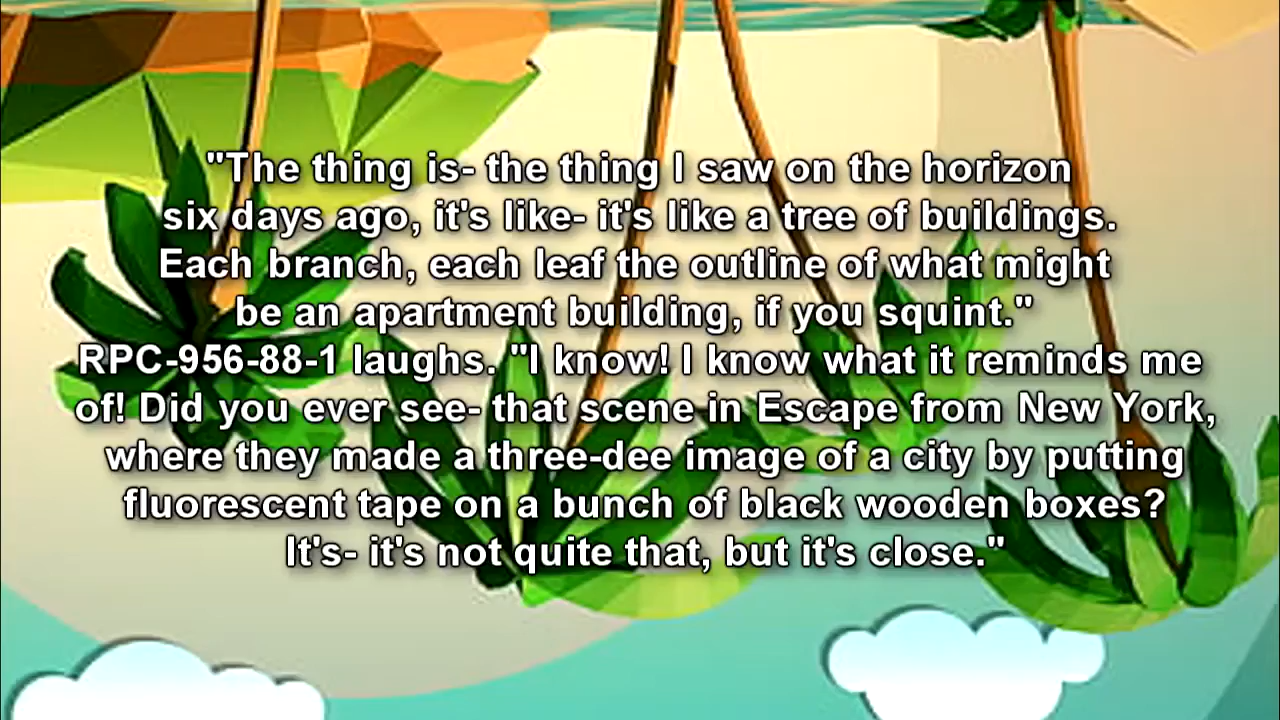 "The thing is- the thing I saw on the horizon
six days ago, it's like- it's like a tree of buildings.
Each branch, each leaf the outline of what might
be an apartment building, if you squint."
RPC-956-88-1 laughs. "I know! I know what it reminds me
of! Did you ever see- that scene in Escape from New York,
where they made a three-dee image of a city by putting
fluorescent tape on a bunch of black wooden boxes?
It's- it's not quite that, but it's close."